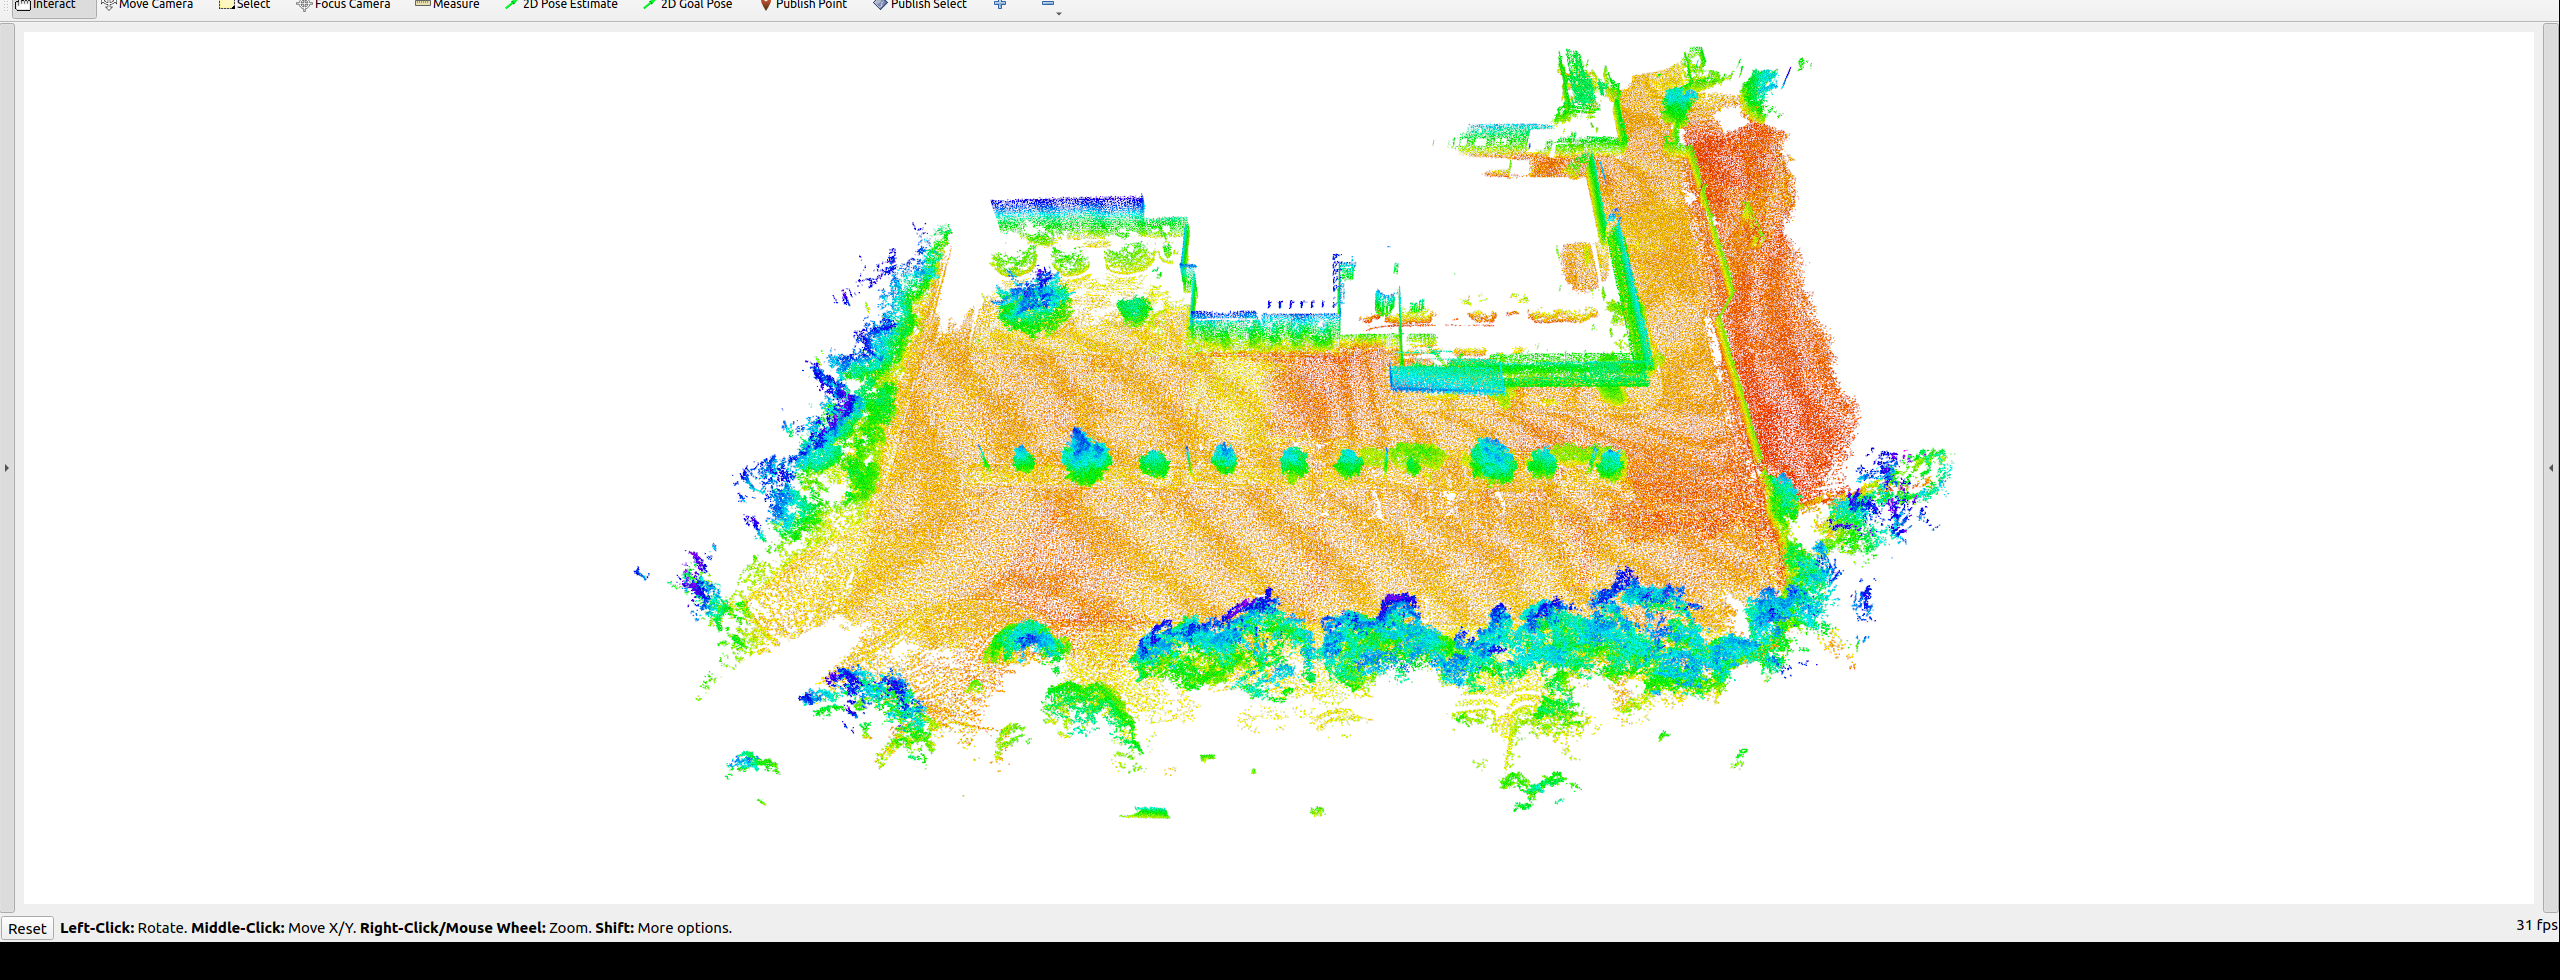 Interact Move Camera Select Focus Camera Measure 2D Pose Estimate 2D Goal Pose Publish Point Publish Select
Reset Left-Click: Rotate. Middle-Click: Move X/Y. Right-Click/Mouse Wheel: Zoom. Shift: More options. 31 fps